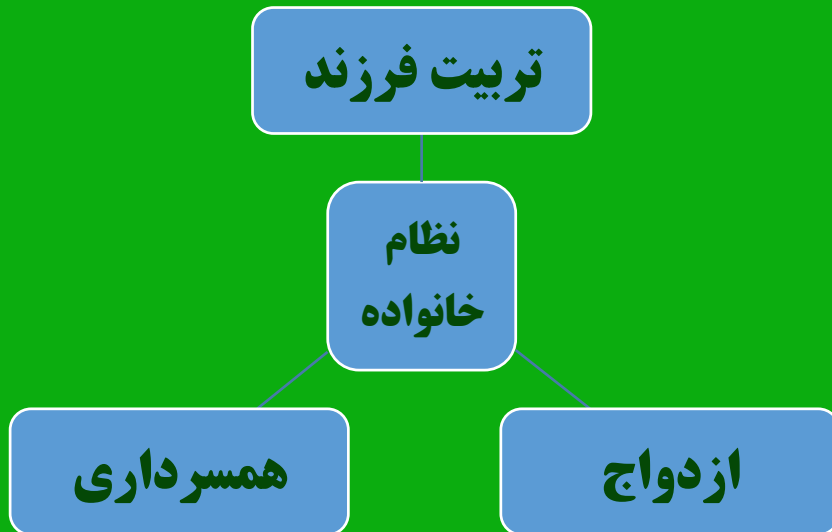 تربیت فرزند
نظام
خانواده
ازدواج
همسرداری